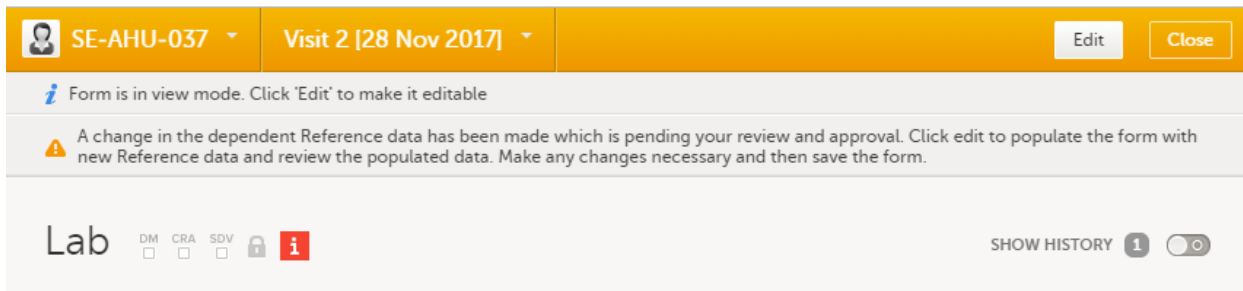 SE-AHU-037 Visit 2 [28 Nov 2017] Edit Close
i Form is in view mode. Click 'Edit' to make it editable
A change in the dependent Reference data has been made which is pending your review and approval. Click edit to populate the form with
new Reference data and review the populated data. Make any changes necessary and then save the form.
Lab DM CRA SDV i SHOW HISTORY 1